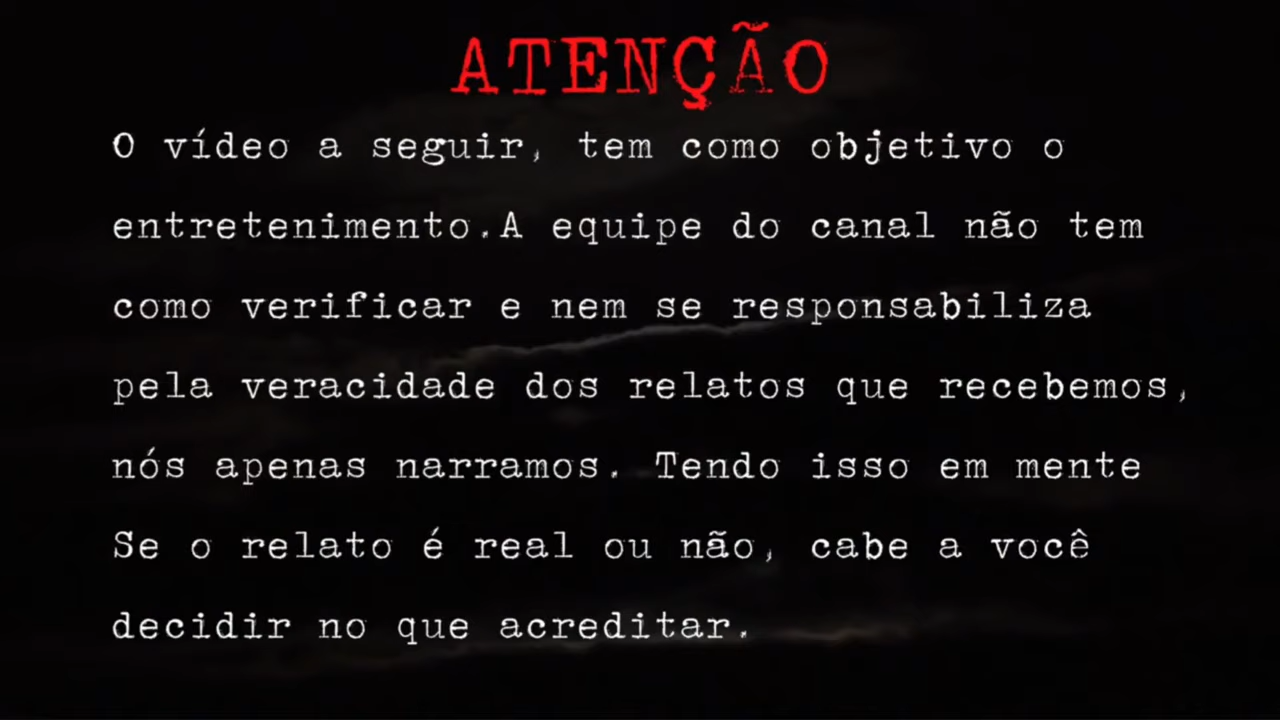 ATENÇÃO
O vídeo a seguir, tem como objetivo o
entretenimento.A equipe do canal não tem
como verificar e nem se responsabiliza
pela veracidade dos relatos que recebemos,
nós apenas narramos. Tendo isso em mente
Se o relato é real ou não, cabe a você
decidir no que acreditar.